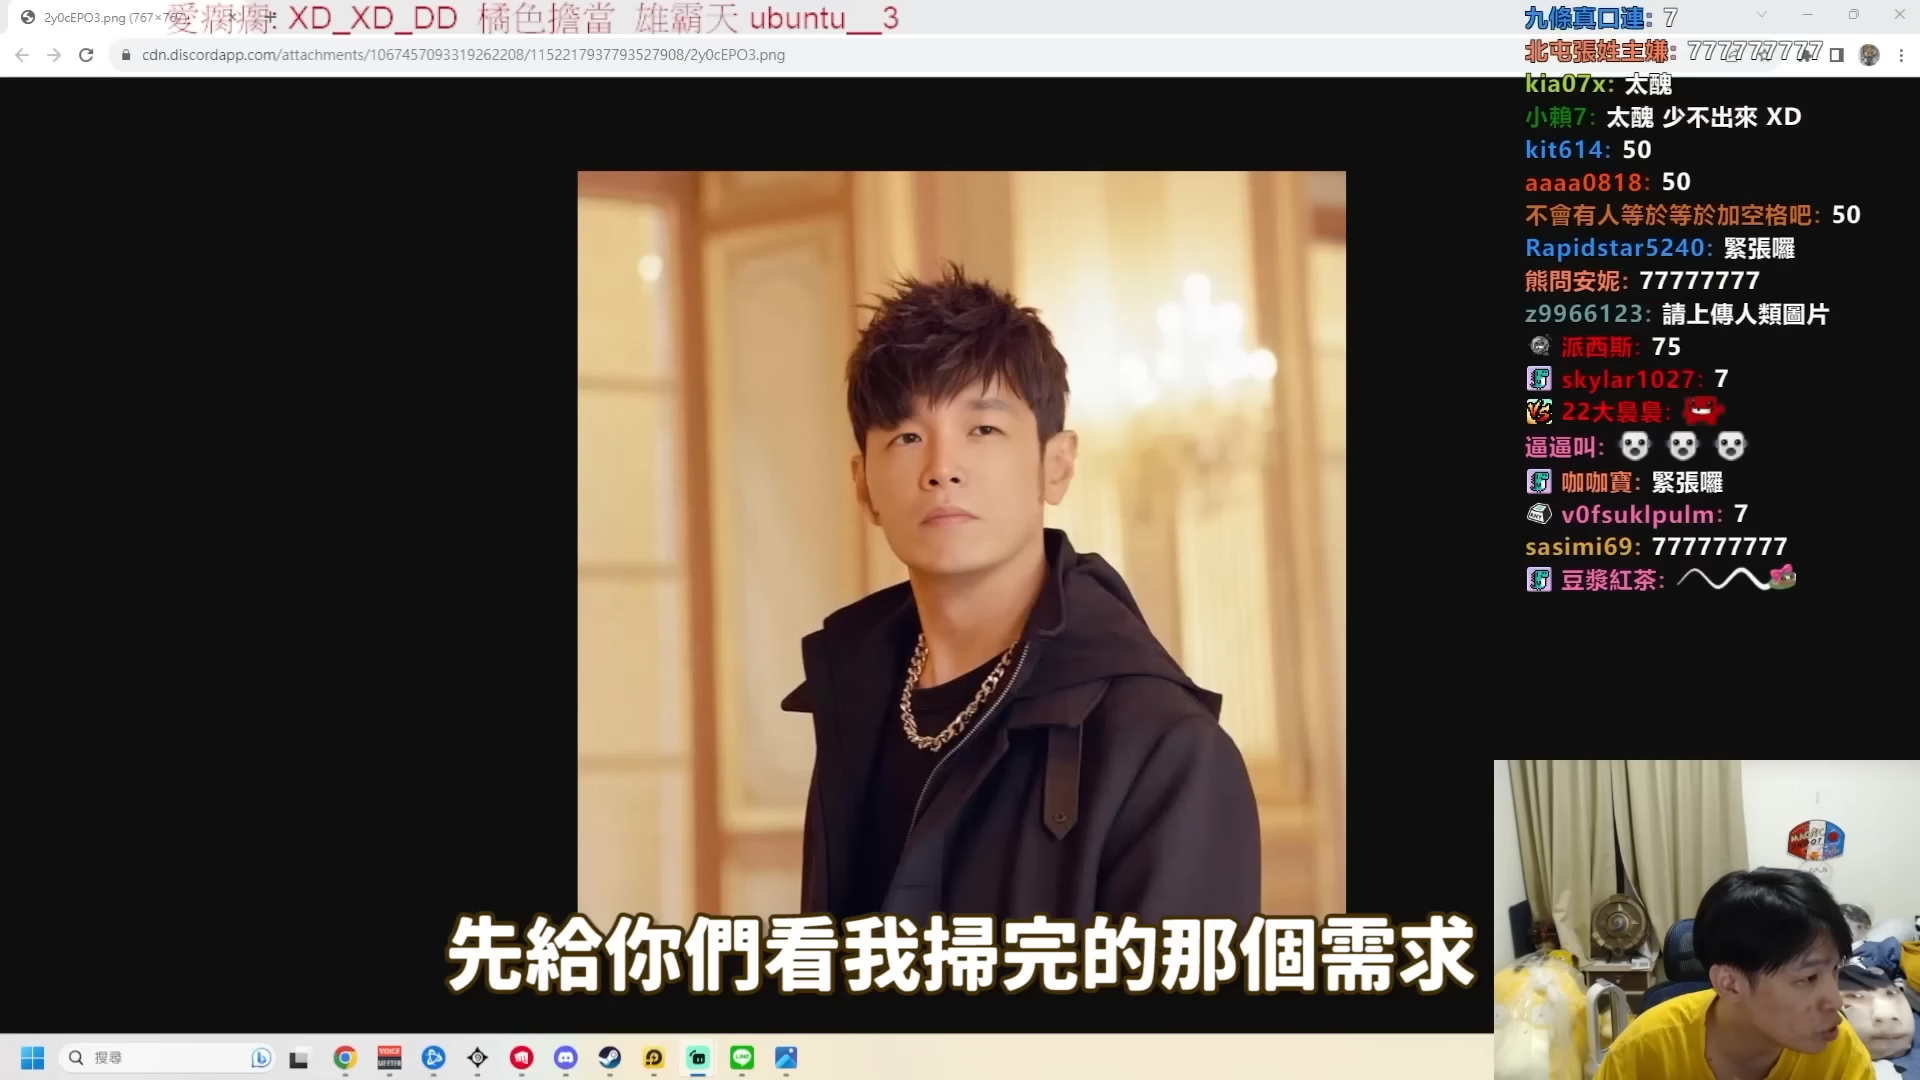 2y0cEPO3.png (767×767)
愛瘸腐: XD_XD_DD 橘色擔當 雄霸天 ubuntu__3
cdn.discordapp.com/attachments/1067457093319262208/1152217937793527908/2y0cEPO3.png
九條真口連: 7
北屯張姓主嫌: 777777777
kia07x: 太醜
小賴7: 太醜 少不出來 XD
kit614: 50
aaaa0818: 50
不會有人等於等於加空格吧: 50
Rapidstar5240: 緊張囉
熊問安妮: 77777777
z9966123: 請上傳人類圖片
派西斯: 75
skylar1027: 7
22大裊裊:
逼逼叫:
咖咖寶: 緊張囉
v0fsuklpulm: 7
sasimi69: 777777777
豆漿紅茶:
先給你們看我掃完的那個需求
搜尋